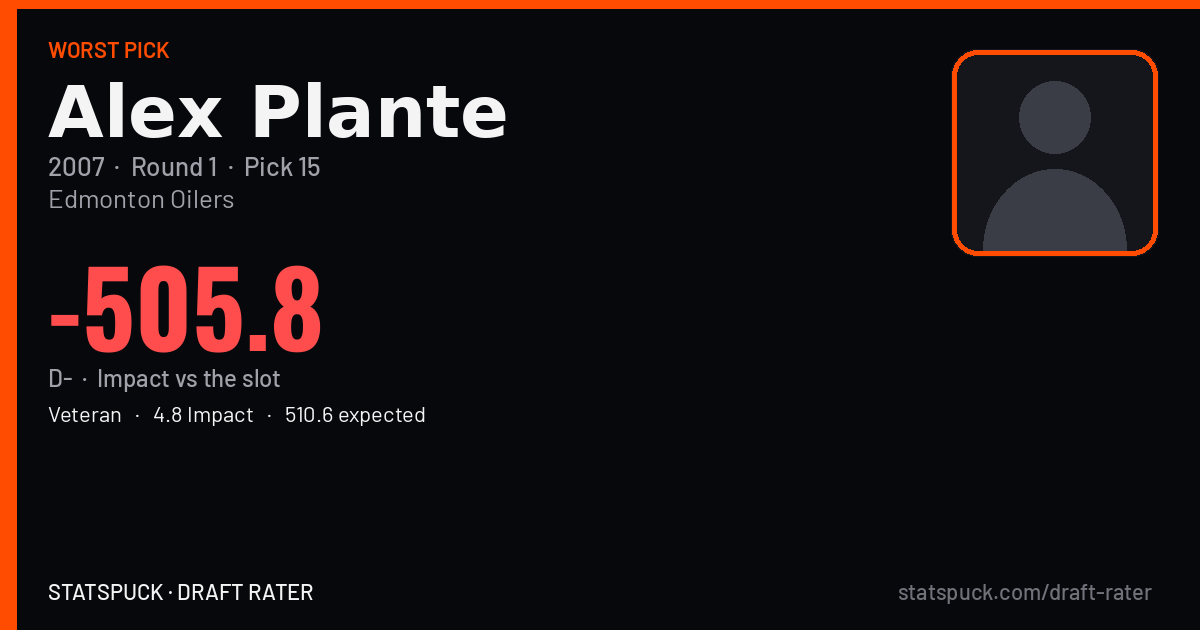 WORST PICK
Alex Plante
2007 · Round 1 · Pick 15
Edmonton Oilers
-505.8
D- · Impact vs the slot
Veteran · 4.8 Impact · 510.6 expected
STATSPUCK · DRAFT RATER
statspuck.com/draft-rater